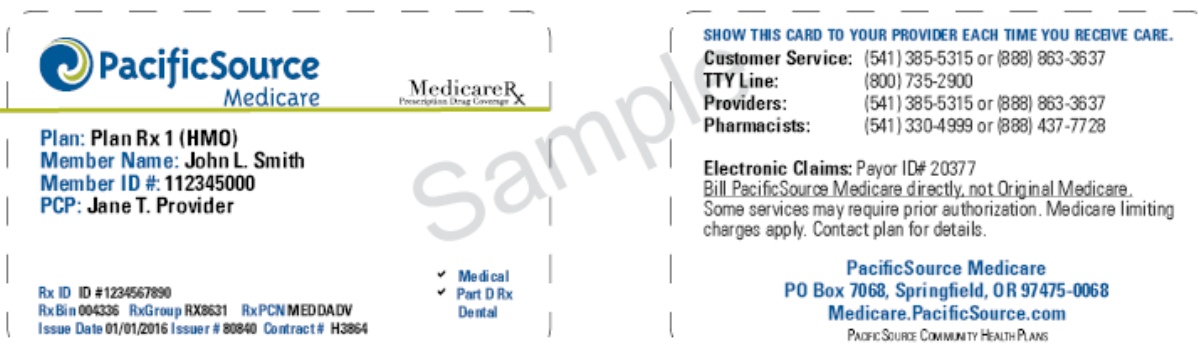 PacificSource
Medicare
MedicareRx
Prescription Drug Coverage
Plan: Plan Rx 1 (HMO)
Member Name: John L. Smith
Member ID #: 112345000
PCP: Jane T. Provider
✓ Medical
✓ Part D Rx
Dental
Rx ID ID #1234567890
RxBin 004336 RxGroup RX8631 RxPCN MEDDADV
Issue Date 01/01/2016 Issuer # 80840 Contract # H3864
Sample
SHOW THIS CARD TO YOUR PROVIDER EACH TIME YOU RECEIVE CARE.
Customer Service: (541) 385-5315 or (888) 863-3637
TTY Line: (800) 735-2900
Providers: (541) 385-5315 or (888) 863-3637
Pharmacists: (541) 330-4999 or (888) 437-7728
Electronic Claims: Payor ID# 20377
Bill PacificSource Medicare directly, not Original Medicare.
Some services may require prior authorization. Medicare limiting
charges apply. Contact plan for details.
PacificSource Medicare
PO Box 7068, Springfield, OR 97475-0068
Medicare.PacificSource.com
PACIFICSOURCE COMMUNITY HEALTH PLANS